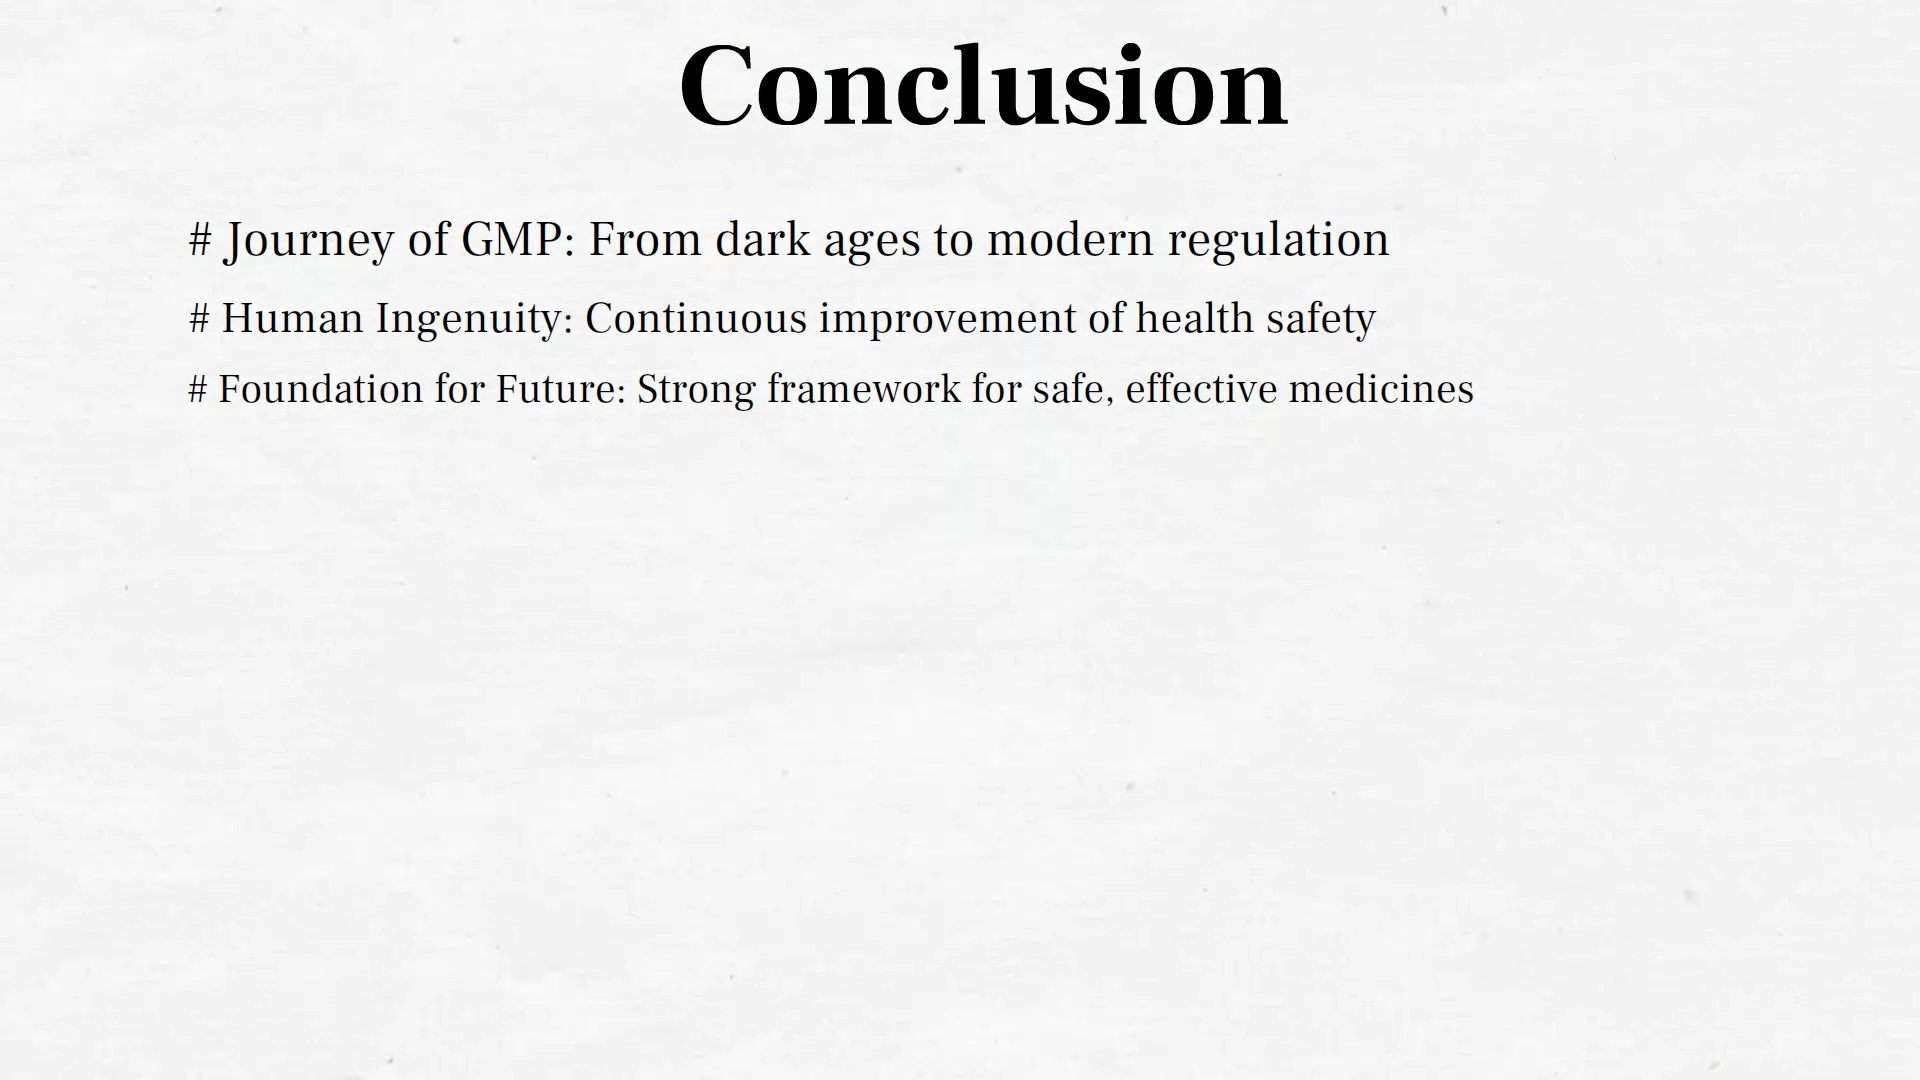 Conclusion
# Journey of GMP: From dark ages to modern regulation
# Human Ingenuity: Continuous improvement of health safety
# Foundation for Future: Strong framework for safe, effective medicines